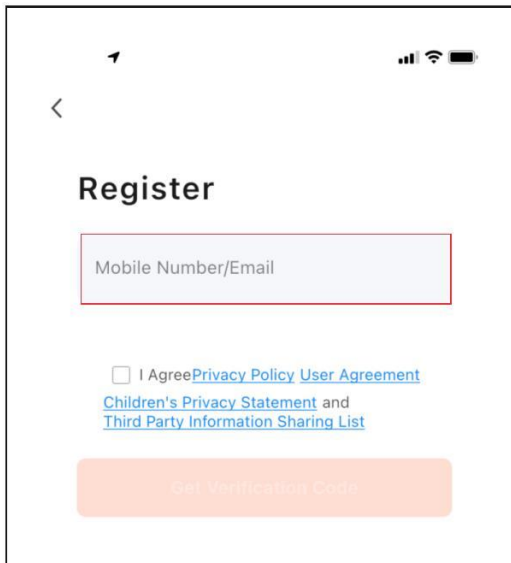 Register
Mobile Number/Email
I AgreePrivacy Policy User Agreement
Children's Privacy Statement and
Third Party Information Sharing List
Get Verification Code